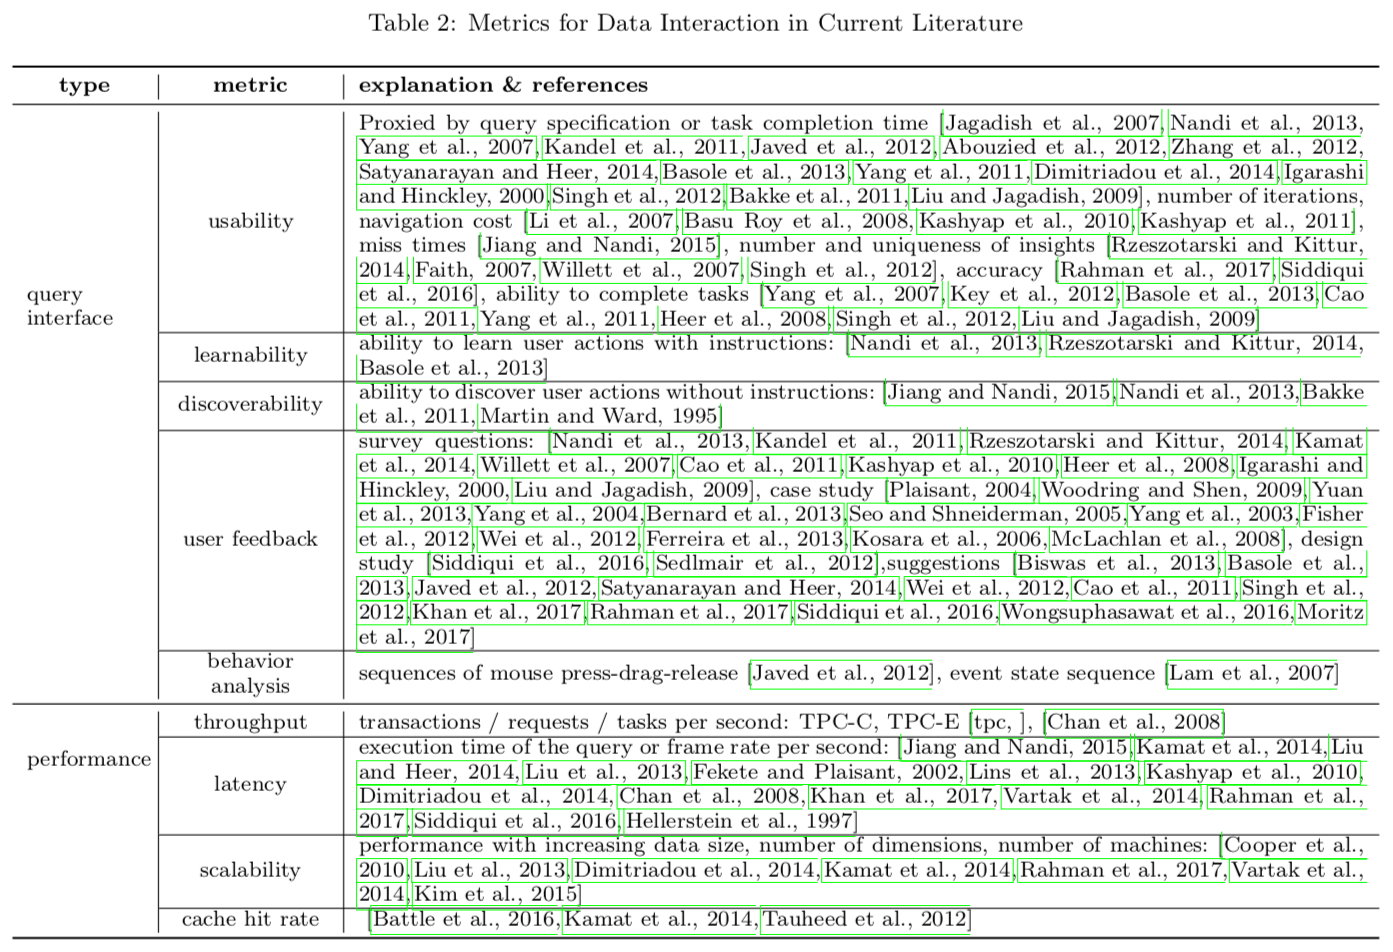 Table 2: Metrics for Data Interaction in Current Literature
type metric explanation & references
query
interface
usability
Proxied by query specification or task completion time [Jagadish et al., 2007, Nandi et al., 2013,
Yang et al., 2007, Kandel et al., 2011, Javed et al., 2012, Abouzied et al., 2012, Zhang et al., 2012,
Satyanarayan and Heer, 2014, Basole et al., 2013, Yang et al., 2011, Dimitriadou et al., 2014, Igarashi
and Hinckley, 2000, Singh et al., 2012, Bakke et al., 2011, Liu and Jagadish, 2009], number of iterations,
navigation cost [Li et al., 2007, Basu Roy et al., 2008, Kashyap et al., 2010, Kashyap et al., 2011],
miss times [Jiang and Nandi, 2015], number and uniqueness of insights [Rzeszotarski and Kittur,
2014, Faith, 2007, Willett et al., 2007, Singh et al., 2012], accuracy [Rahman et al., 2017, Siddiqui
et al., 2016], ability to complete tasks [Yang et al., 2007, Key et al., 2012, Basole et al., 2013, Cao
et al., 2011, Yang et al., 2011, Heer et al., 2008, Singh et al., 2012, Liu and Jagadish, 2009]
learnability
ability to learn user actions with instructions: [Nandi et al., 2013, Rzeszotarski and Kittur, 2014,
Basole et al., 2013]
discoverability
ability to discover user actions without instructions: [Jiang and Nandi, 2015, Nandi et al., 2013, Bakke
et al., 2011, Martin and Ward, 1995]
user feedback
survey questions: [Nandi et al., 2013, Kandel et al., 2011, Rzeszotarski and Kittur, 2014, Kamat
et al., 2014, Willett et al., 2007, Cao et al., 2011, Kashyap et al., 2010, Heer et al., 2008, Igarashi and
Hinckley, 2000, Liu and Jagadish, 2009], case study [Plaisant, 2004, Woodring and Shen, 2009, Yuan
et al., 2013, Yang et al., 2004, Bernard et al., 2013, Seo and Shneiderman, 2005, Yang et al., 2003, Fisher
et al., 2012, Wei et al., 2012, Ferreira et al., 2013, Kosara et al., 2006, McLachlan et al., 2008], design
study [Siddiqui et al., 2016, Sedlmair et al., 2012],suggestions [Biswas et al., 2013, Basole et al.,
2013, Javed et al., 2012, Satyanarayan and Heer, 2014, Wei et al., 2012, Cao et al., 2011, Singh et al.,
2012, Khan et al., 2017, Rahman et al., 2017, Siddiqui et al., 2016, Wongsuphasawat et al., 2016, Moritz
et al., 2017]
behavior
analysis
sequences of mouse press-drag-release [Javed et al., 2012], event state sequence [Lam et al., 2007]
performance
throughput transactions / requests / tasks per second: TPC-C, TPC-E [tpc, ], [Chan et al., 2008]
latency
execution time of the query or frame rate per second: [Jiang and Nandi, 2015, Kamat et al., 2014, Liu
and Heer, 2014, Liu et al., 2013, Fekete and Plaisant, 2002, Lins et al., 2013, Kashyap et al., 2010,
Dimitriadou et al., 2014, Chan et al., 2008, Khan et al., 2017, Vartak et al., 2014, Rahman et al.,
2017, Siddiqui et al., 2016, Hellerstein et al., 1997]
scalability
performance with increasing data size, number of dimensions, number of machines: [Cooper et al.,
2010, Liu et al., 2013, Dimitriadou et al., 2014, Kamat et al., 2014, Rahman et al., 2017, Vartak et al.,
2014, Kim et al., 2015]
cache hit rate [Battle et al., 2016, Kamat et al., 2014, Tauheed et al., 2012]